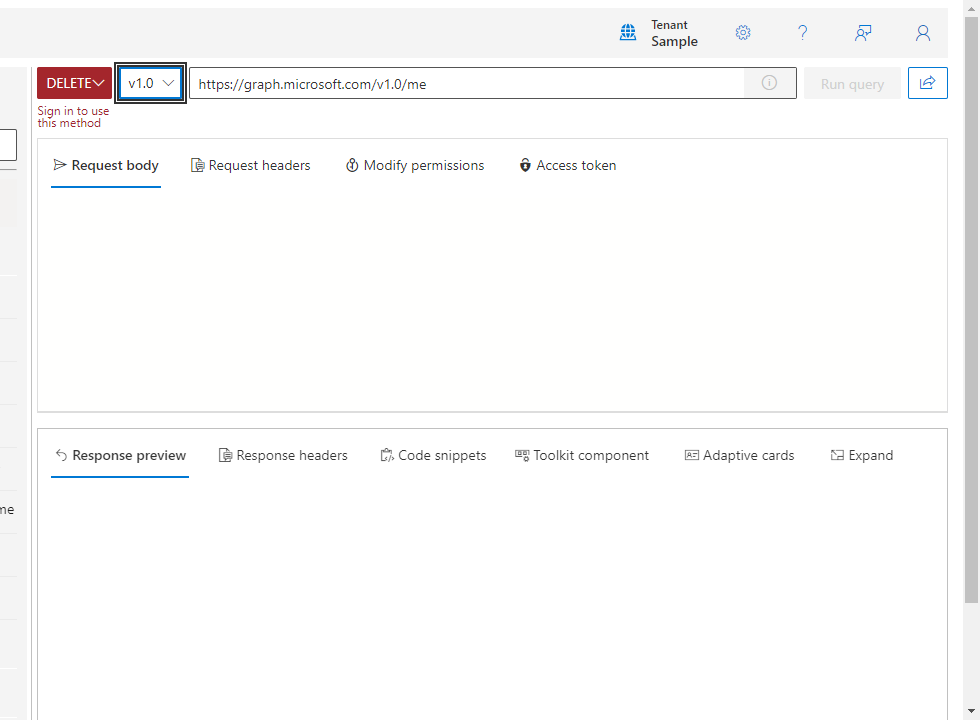 Tenant
Sample
?
DELETE
v1.0
https://graph.microsoft.com/v1.0/me
Run query
Sign in to use
this method
Request body
Request headers
Modify permissions
Access token
Response preview
Response headers
Code snippets
Toolkit component
Adaptive cards
Expand
me